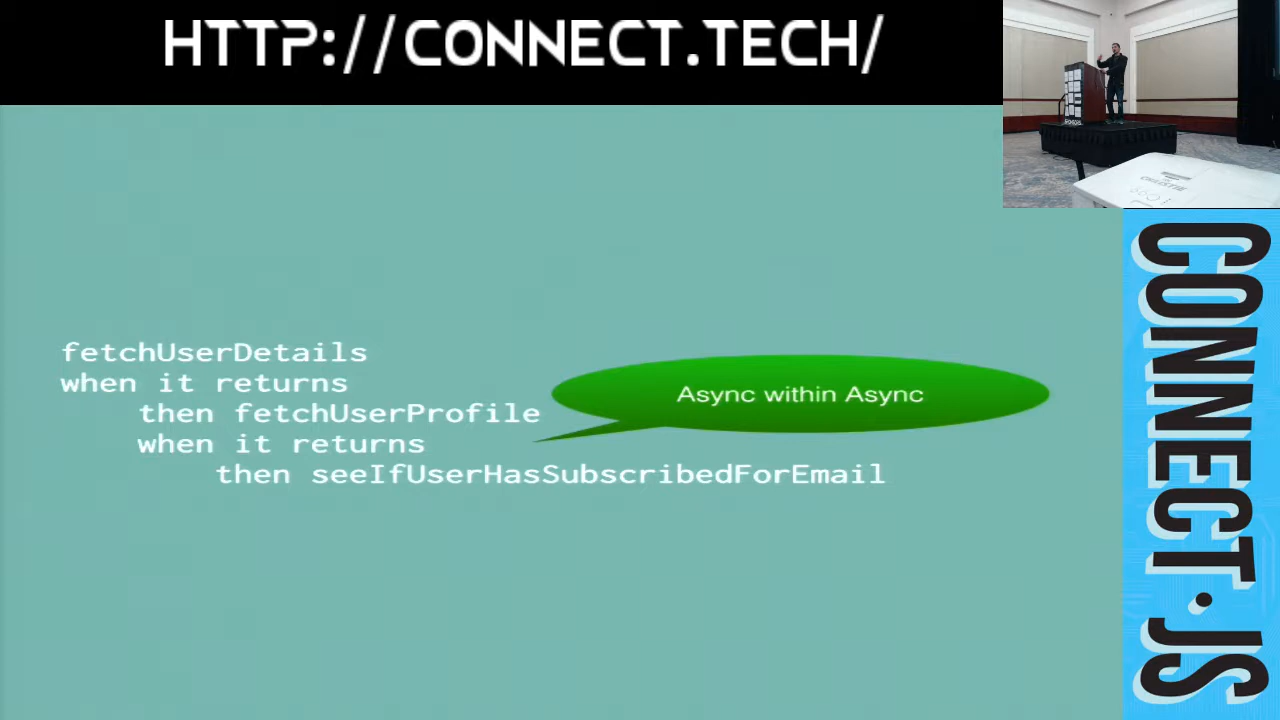 HTTP://CONNECT.TECH/
fetchUserDetails
when it returns
then fetchUserProfile
when it returns
then seeIfUserHasSubscribedForEmail
Async within Async
CHRISTIE
CONNECT.JS